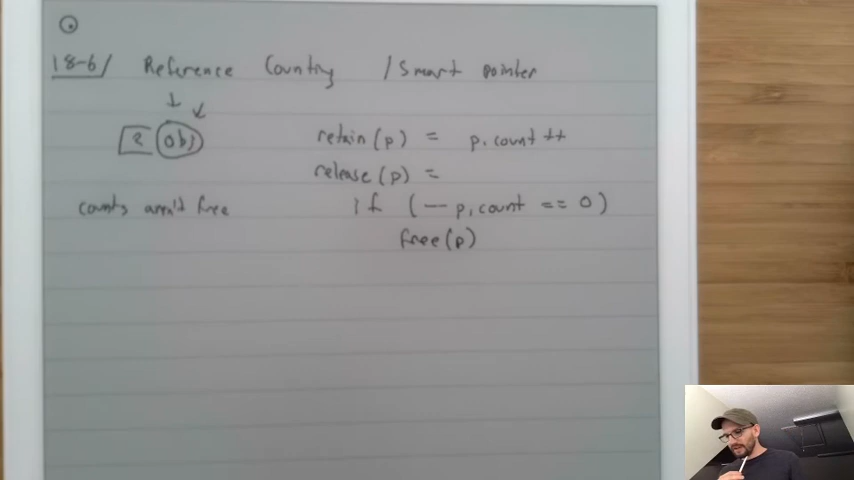 18-6/ Reference Counting / Smart pointer
2 Obj
retain(p) = p.count ++
release(p) =
counts aren't free
if (-- p.count == 0)
free(p)